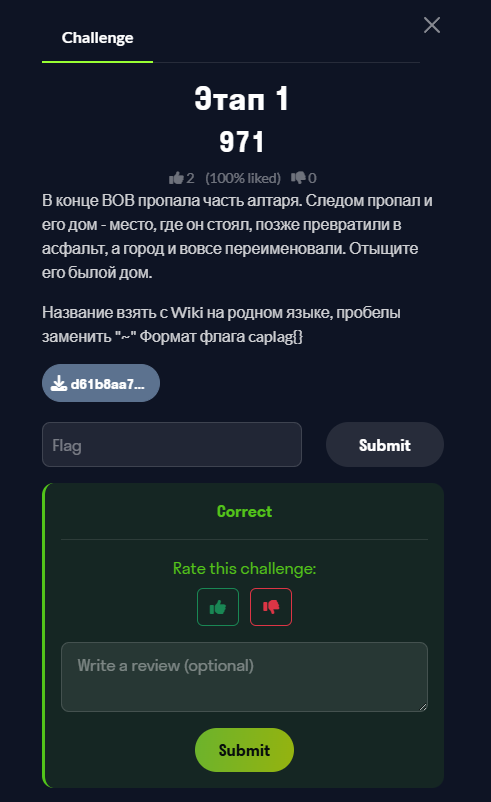 Challenge
Этап 1
971
2 (100% liked) 0
В конце ВОВ пропала часть алтаря. Следом пропал и
его дом - место, где он стоял, позже превратили в
асфальт, а город и вовсе переименовали. Отыщите
его былой дом.
Название взять с Wiki на родном языке, пробелы
заменить "~" Формат флага caplag{}
d61b8aa7...
Flag
Submit
Correct
Rate this challenge:
Write a review (optional)
Submit